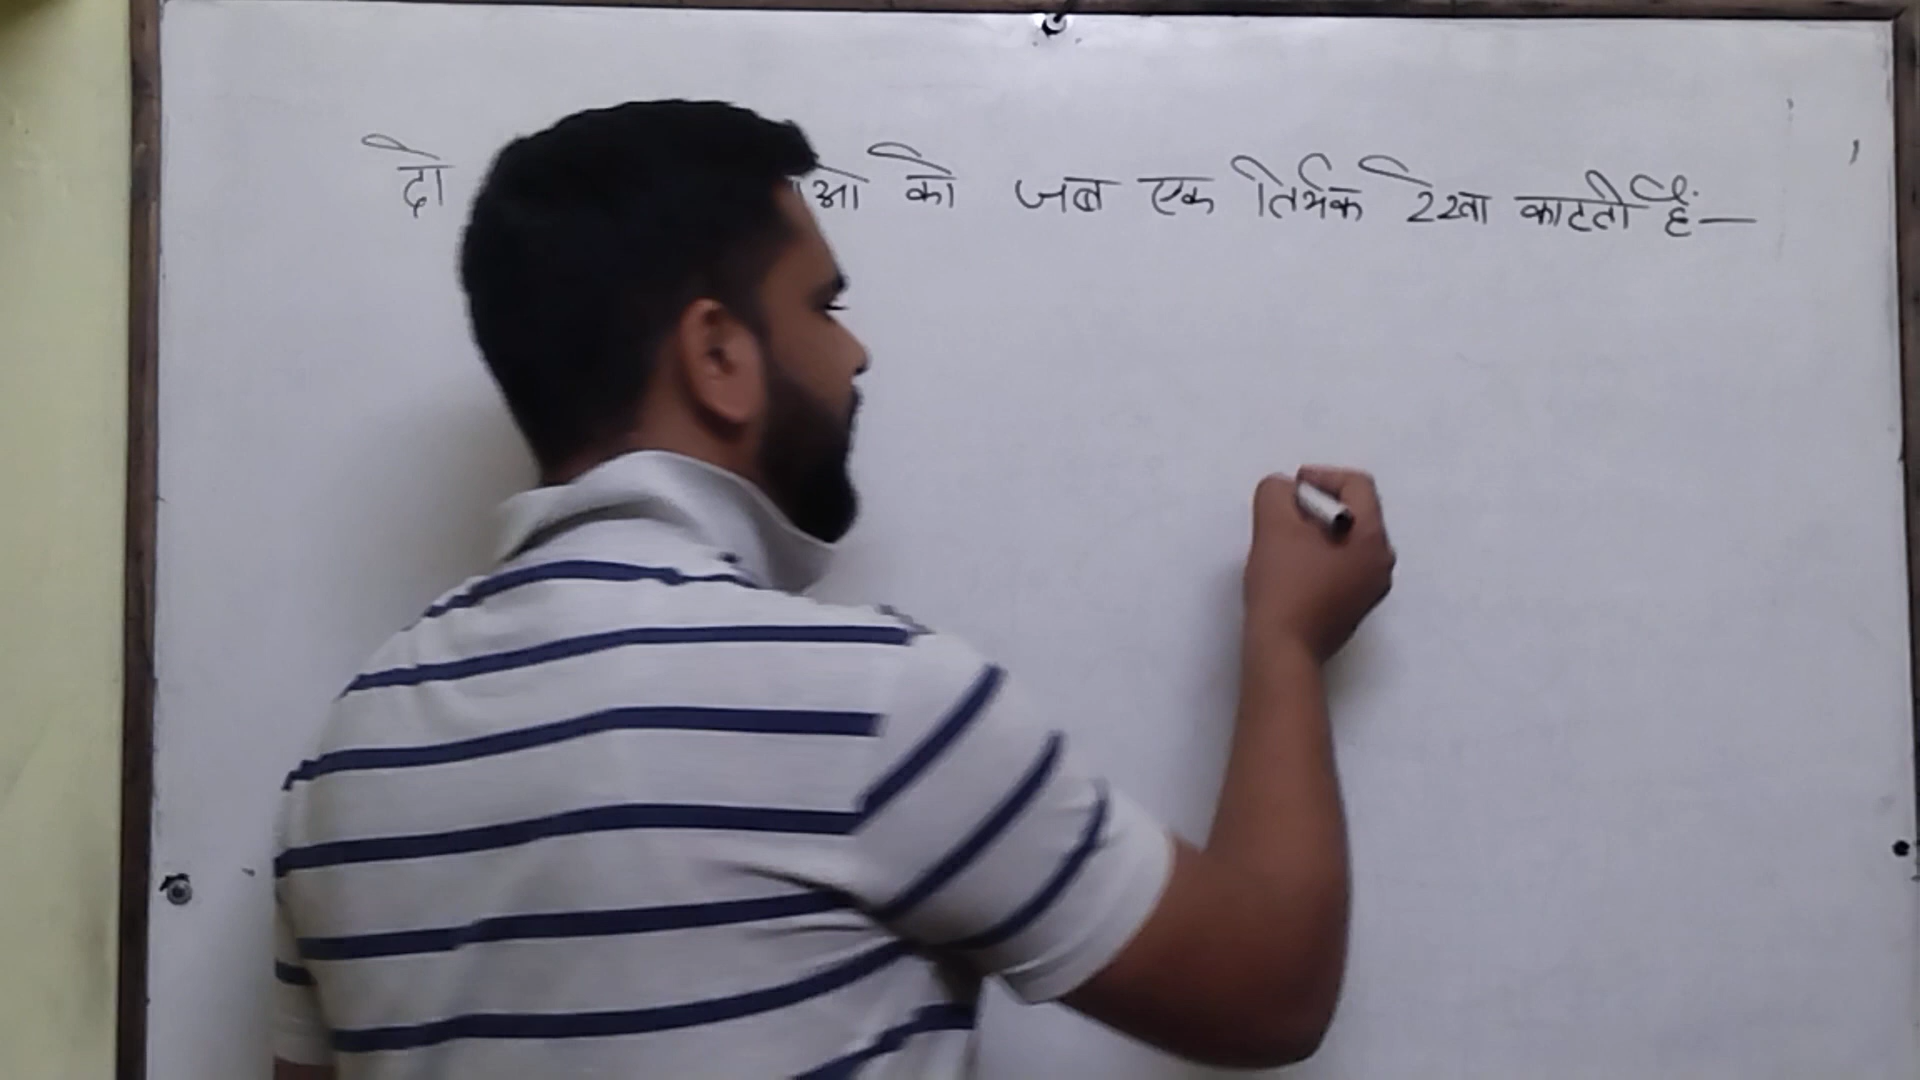 दो ाओ को जब एक तिर्यक रेखा काटती हैं—